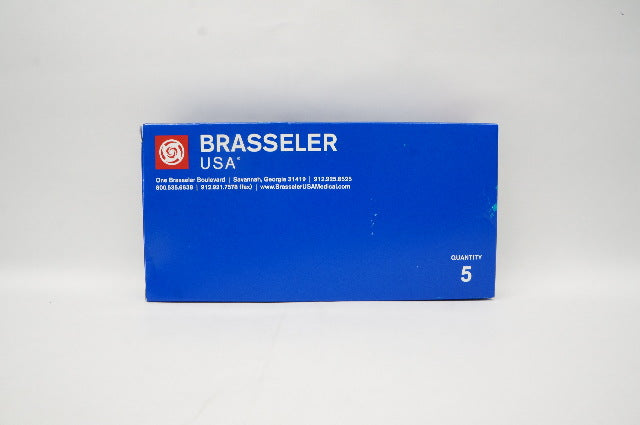 BRASSELER
USA®
One Brasseler Boulevard | Savannah, Georgia 31419 | 912.925.8525
800.535.6638 | 912.921.7578 (fax) | www.BrasselerUSAMedical.com
QUANTITY
5